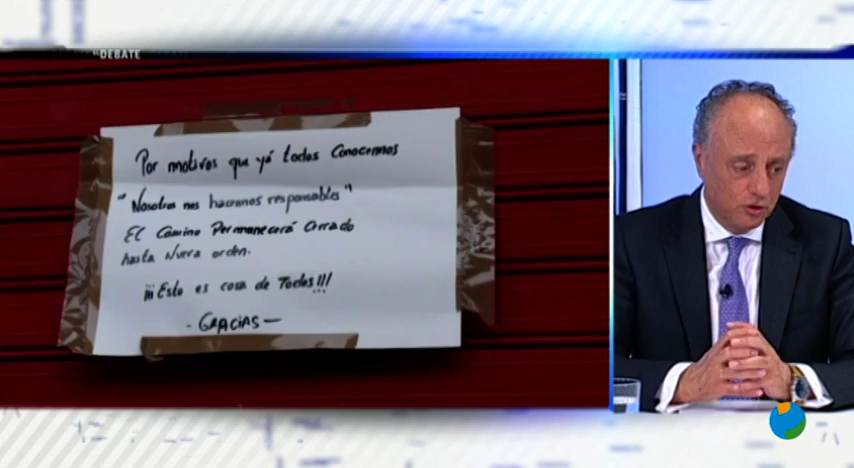 "DEBATE
Por motivos que yá todos Conocemos
"Nosotros nos hacemos responsables"
El Camino Permanecerá Cerrado
hasta Nueva orden.
¡¡¡Esto es cosa de Todos!!!
- GRACIAS -